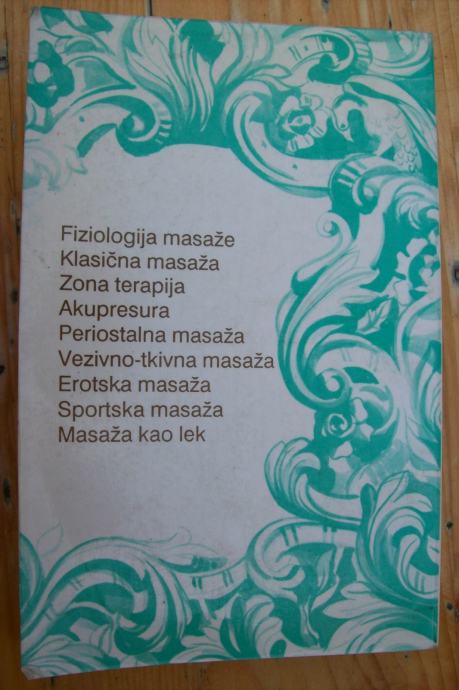 Fiziologija masaže
Klasična masaža
Zona terapija
Akupresura
Periostalna masaža
Vezivno-tkivna masaža
Erotska masaža
Sportska masaža
Masaža kao lek